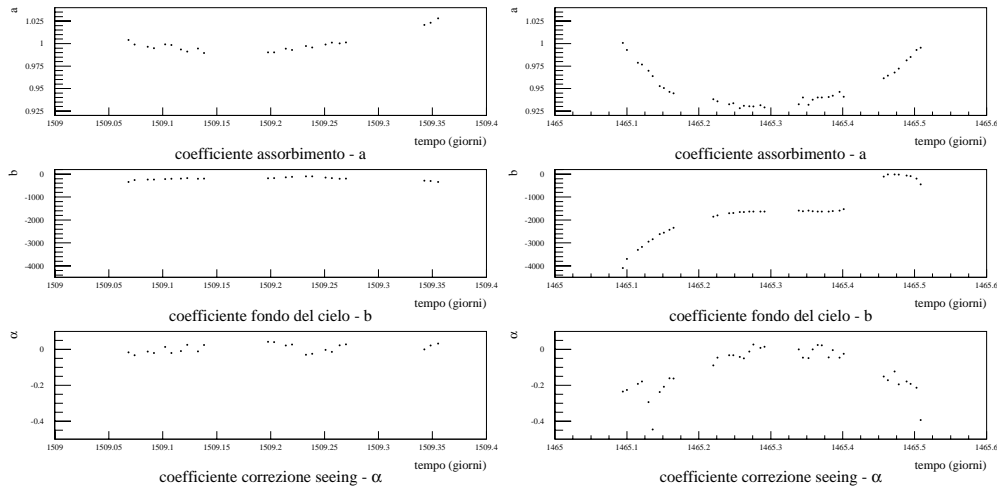 a
1.025
1
0.975
0.95
0.925
1509 1509.05 1509.1 1509.15 1509.2 1509.25 1509.3 1509.35 1509.4
tempo (giorni)
coefficiente assorbimento - a
a
1.025
1
0.975
0.95
0.925
1465 1465.1 1465.2 1465.3 1465.4 1465.5 1465.6
tempo (giorni)
coefficiente assorbimento - a
b
0
-1000
-2000
-3000
-4000
1509 1509.05 1509.1 1509.15 1509.2 1509.25 1509.3 1509.35 1509.4
tempo (giorni)
coefficiente fondo del cielo - b
b
0
-1000
-2000
-3000
-4000
1465 1465.1 1465.2 1465.3 1465.4 1465.5 1465.6
tempo (giorni)
coefficiente fondo del cielo - b
α
0
-0.2
-0.4
1509 1509.05 1509.1 1509.15 1509.2 1509.25 1509.3 1509.35 1509.4
tempo (giorni)
coefficiente correzione seeing - α
α
0
-0.2
-0.4
1465 1465.1 1465.2 1465.3 1465.4 1465.5 1465.6
tempo (giorni)
coefficiente correzione seeing - α